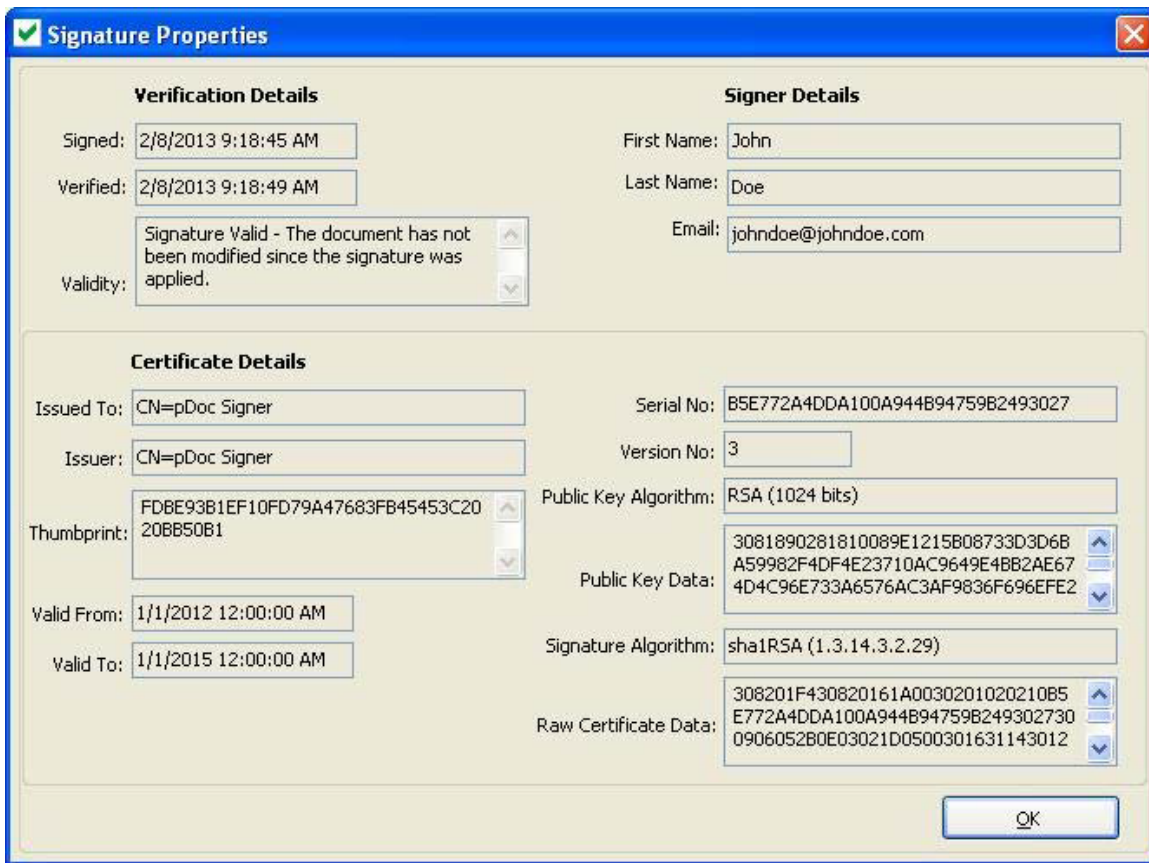 Signature Properties
Verification Details
Signed: 2/8/2013 9:18:45 AM
Verified: 2/8/2013 9:18:49 AM
Validity: Signature Valid - The document has not
been modified since the signature was
applied.
Signer Details
First Name: John
Last Name: Doe
Email: johndoe@johndoe.com
Certificate Details
Issued To: CN=pDoc Signer
Issuer: CN=pDoc Signer
Thumbprint: FDBE93B1EF10FD79A47683FB45453C20
20BB50B1
Valid From: 1/1/2012 12:00:00 AM
Valid To: 1/1/2015 12:00:00 AM
Serial No: B5E772A4DDA100A944B94759B2493027
Version No: 3
Public Key Algorithm: RSA (1024 bits)
Public Key Data: 3081890281810089E1215B08733D3D6B
A59982F4DF4E23710AC9649E4BB2AE67
4D4C96E733A6576AC3AF9836F696EFE2
Signature Algorithm: sha1RSA (1.3.14.3.2.29)
Raw Certificate Data: 308201F430820161A0030201020210B5
E772A4DDA100A944B94759B249302730
0906052B0E03021D0500301631143012
OK